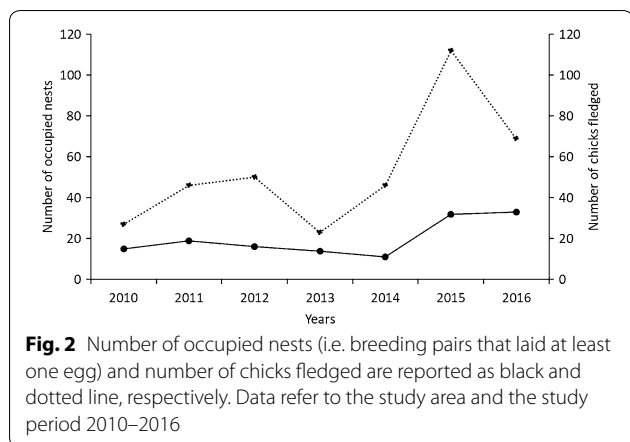 120 120
100 100
80 80
60 60
40 40
20 20
0 0
Number of occupied nests
Number of chicks fledged
2010 2011 2012 2013 2014 2015 2016
Years
Fig. 2 Number of occupied nests (i.e. breeding pairs that laid at least
one egg) and number of chicks fledged are reported as black and
dotted line, respectively. Data refer to the study area and the study
period 2010–2016